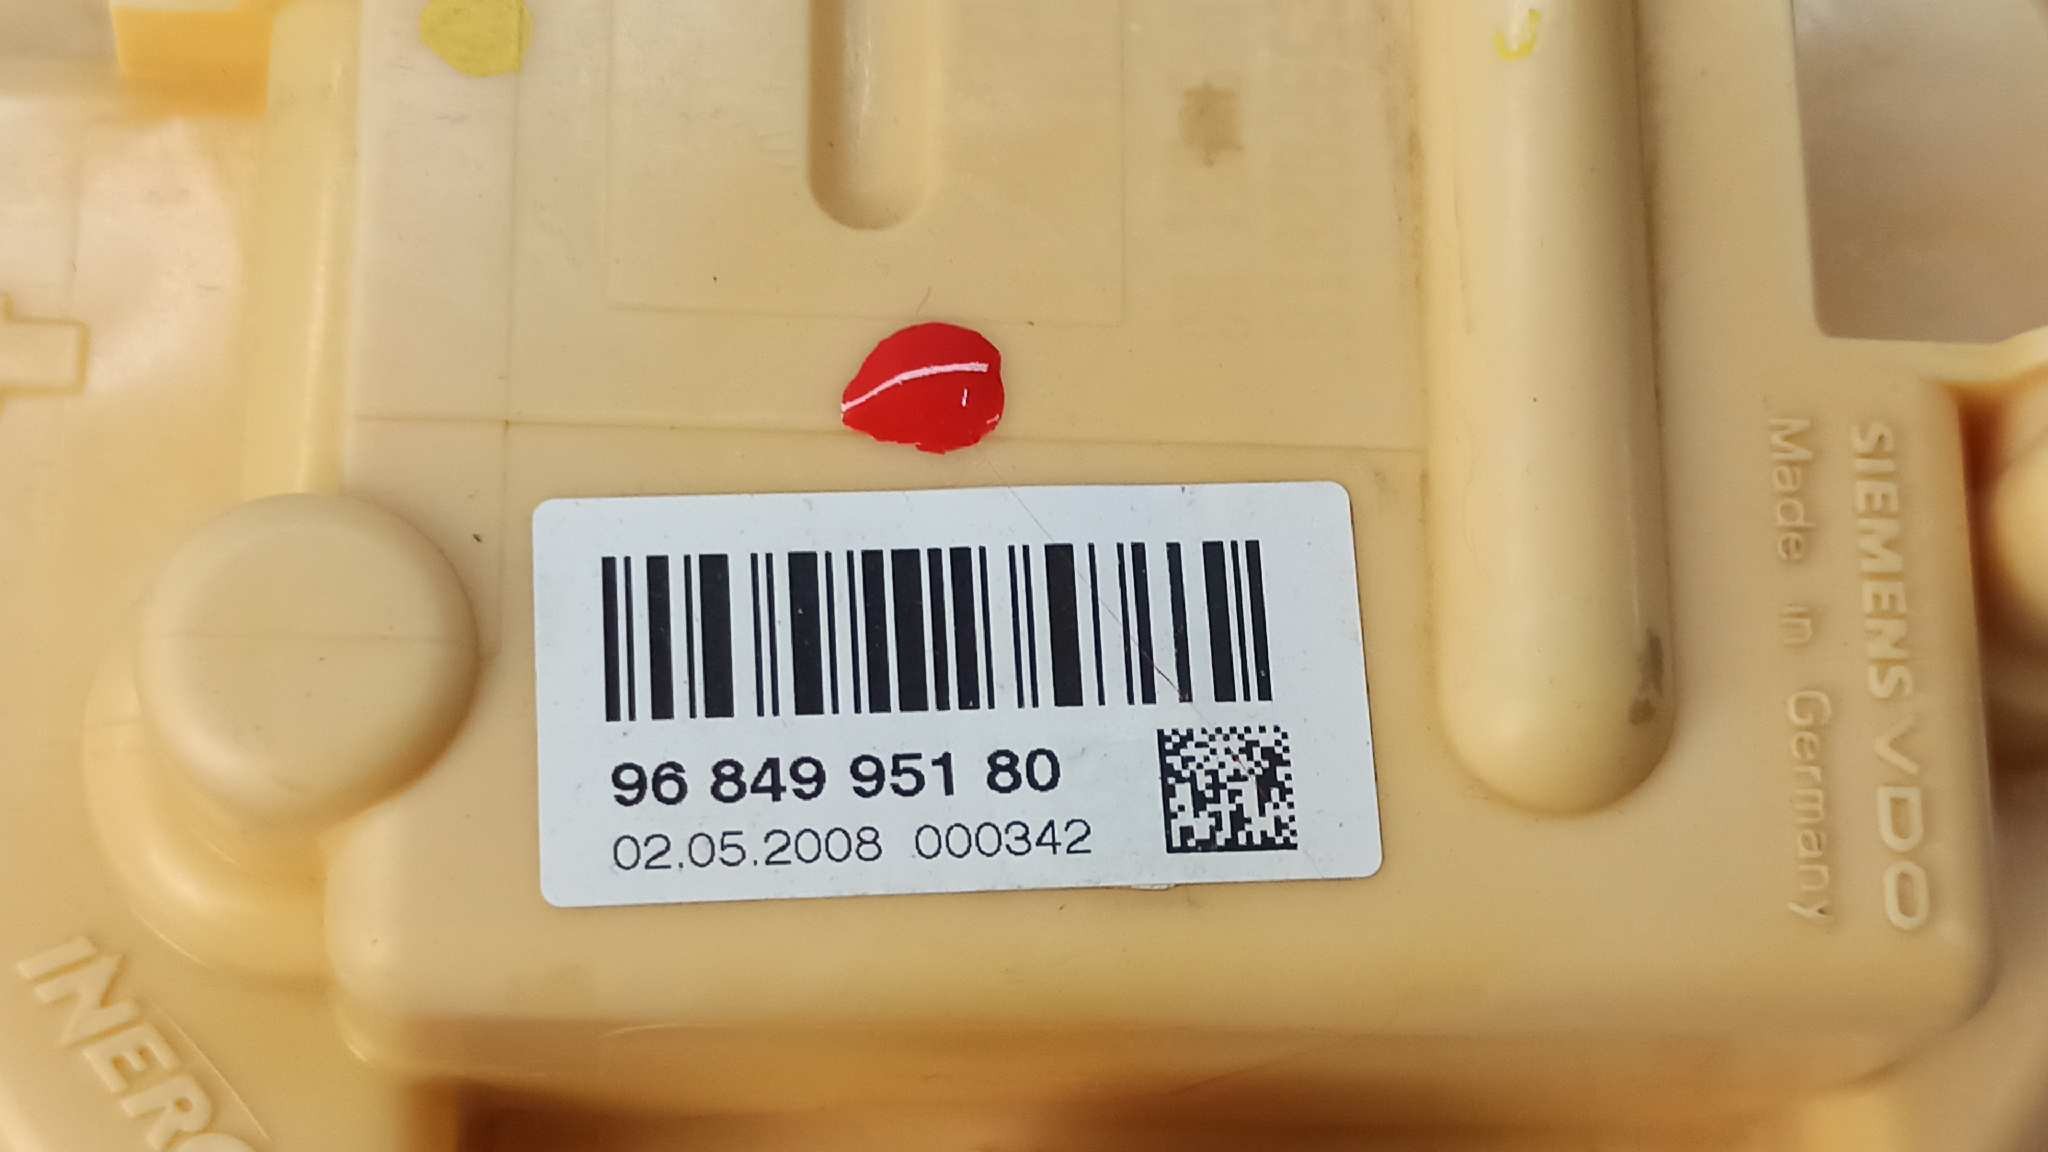 96 849 951 80
02.05.2008 000342
SIEMENS VDO
Made in Germany